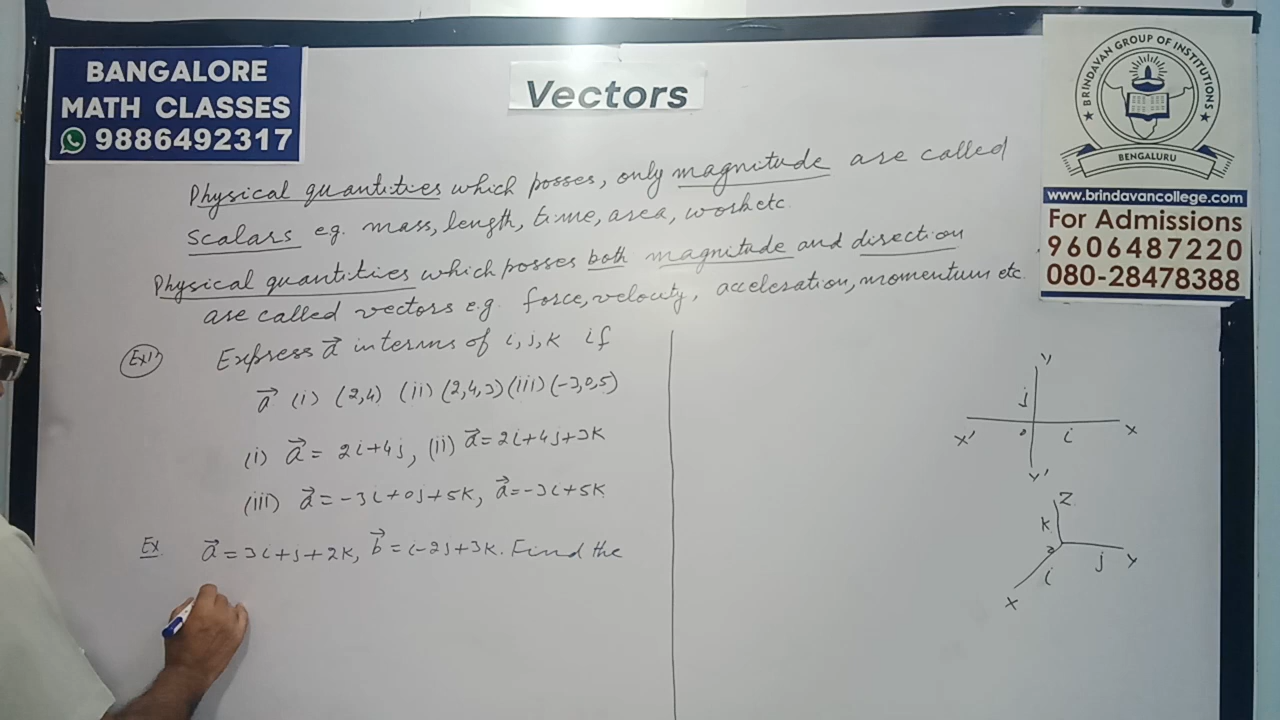 BANGALORE
MATH CLASSES
9886492317
Vectors
BRINDAVAN GROUP OF INSTITUTIONS
BENGALURU
www.brindavancollege.com
For Admissions
9606487220
080-28478388
Physical quantities which posses, only magnitude are called
scalars e.g. mass, length, time, area, work etc.
Physical quantities which posses both magnitude and direction
are called vectors e.g. force, velocity, acceleration, momentum etc.
Ex1) Express a⃗ in terms of i, j, k if
a⃗ (i) (2,4) (ii) (2,4,3) (iii) (-3,0,5)
(i) a⃗ = 2i+4j, (ii) a⃗ = 2i+4j+3k
(iii) a⃗ = -3i+0j+5k, a⃗ = -3i+5k
Ex. a⃗ = 3i+j+2k, b⃗ = i-2j+3k. Find the
y
j
x' o i x
y'
z
k
o j y
i
x